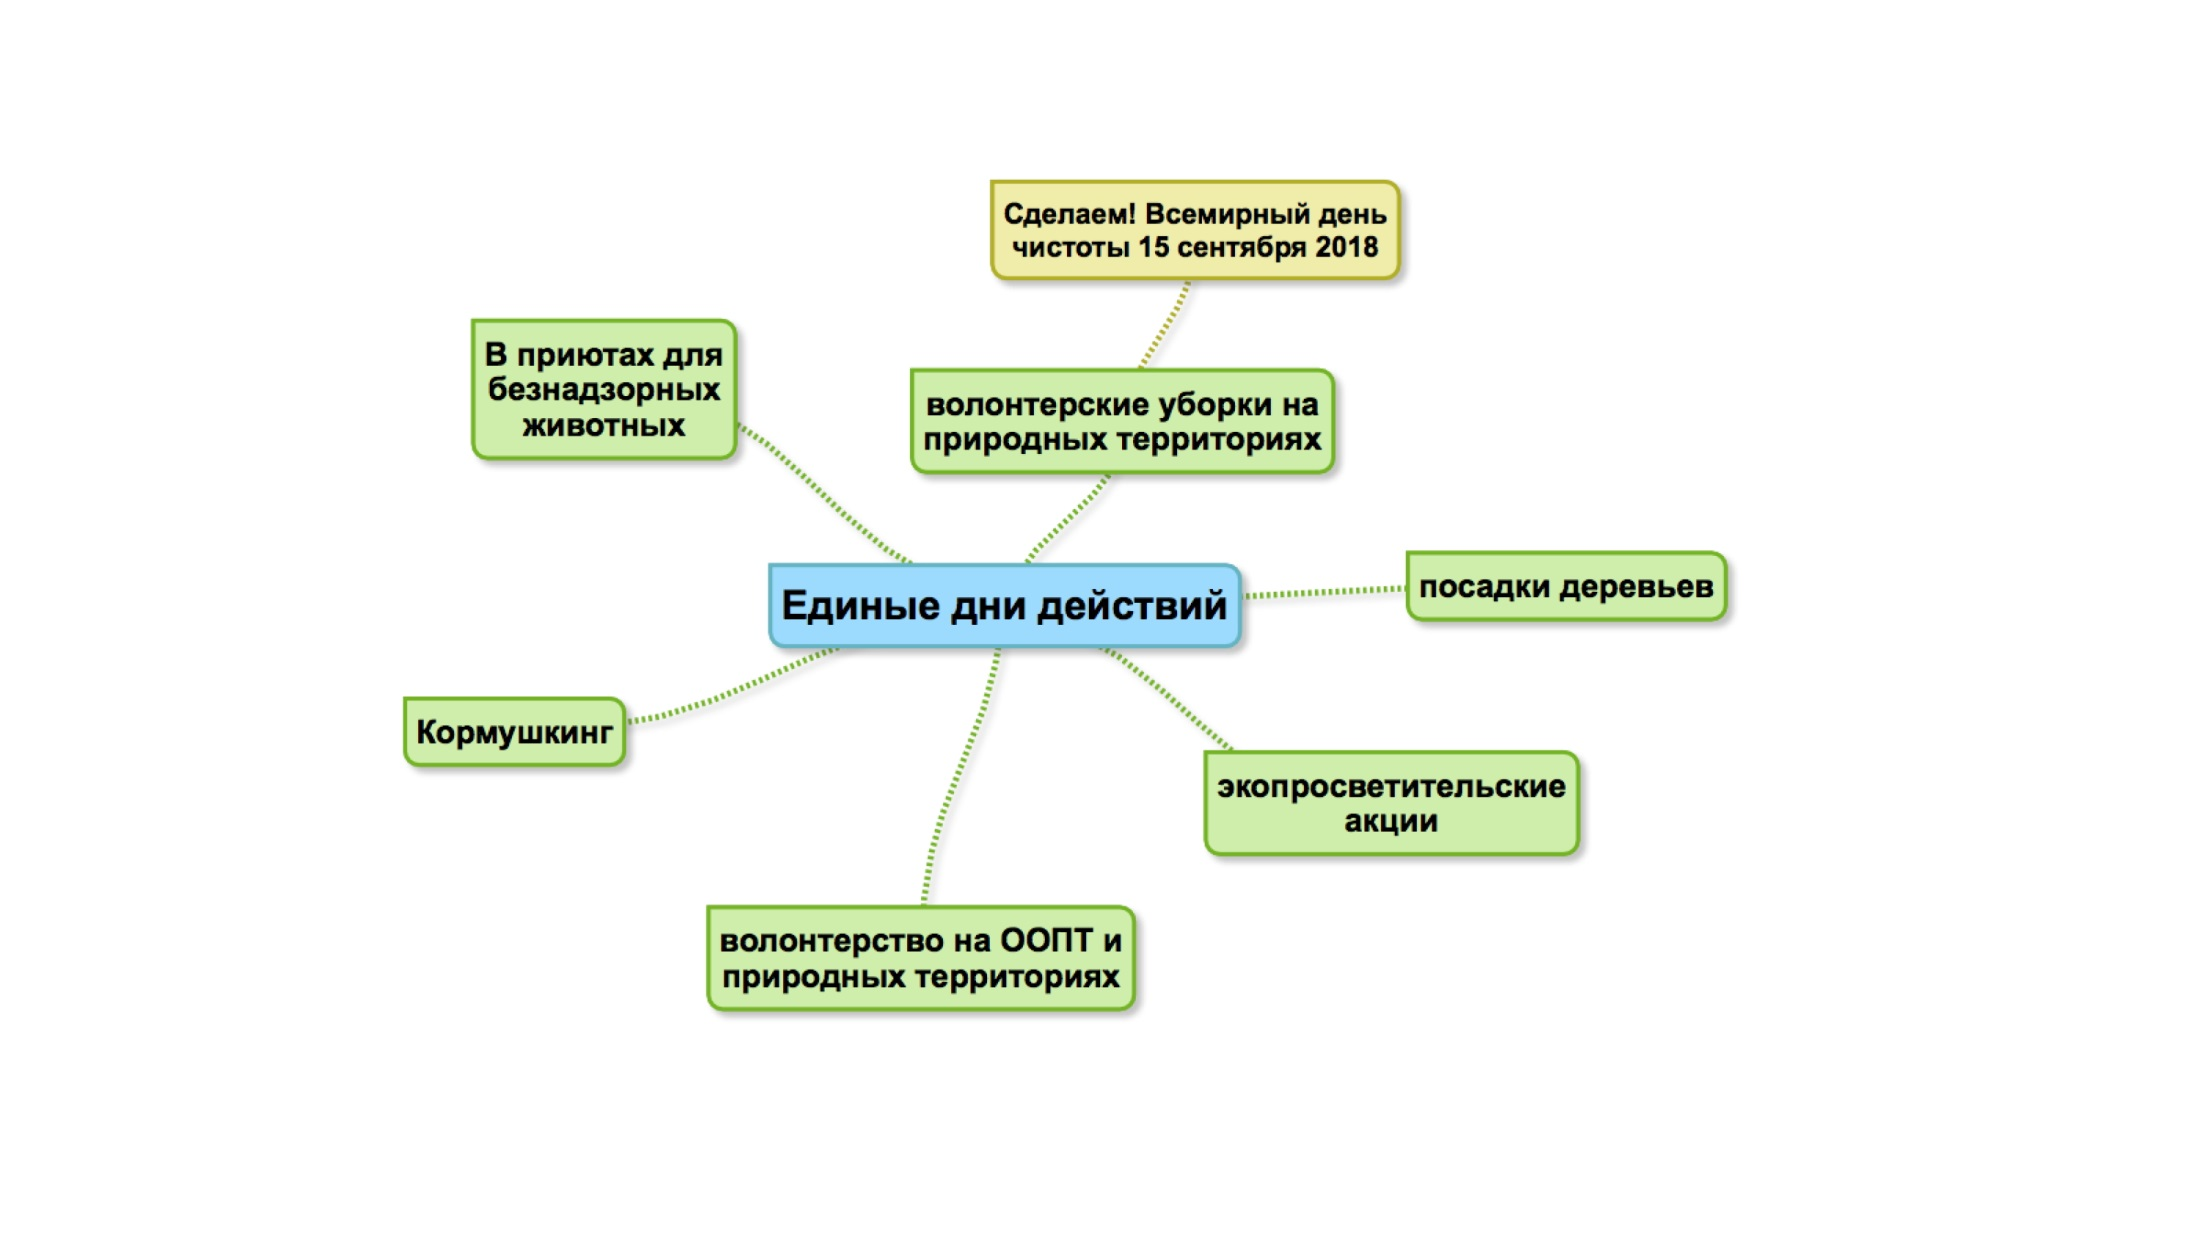 Сделаем! Всемирный день
чистоты 15 сентября 2018
В приютах для
безнадзорных
животных
волонтерские уборки на
природных территориях
Единые дни действий
посадки деревьев
Кормушкинг
экопросветительские
акции
волонтерство на ООПТ и
природных территориях